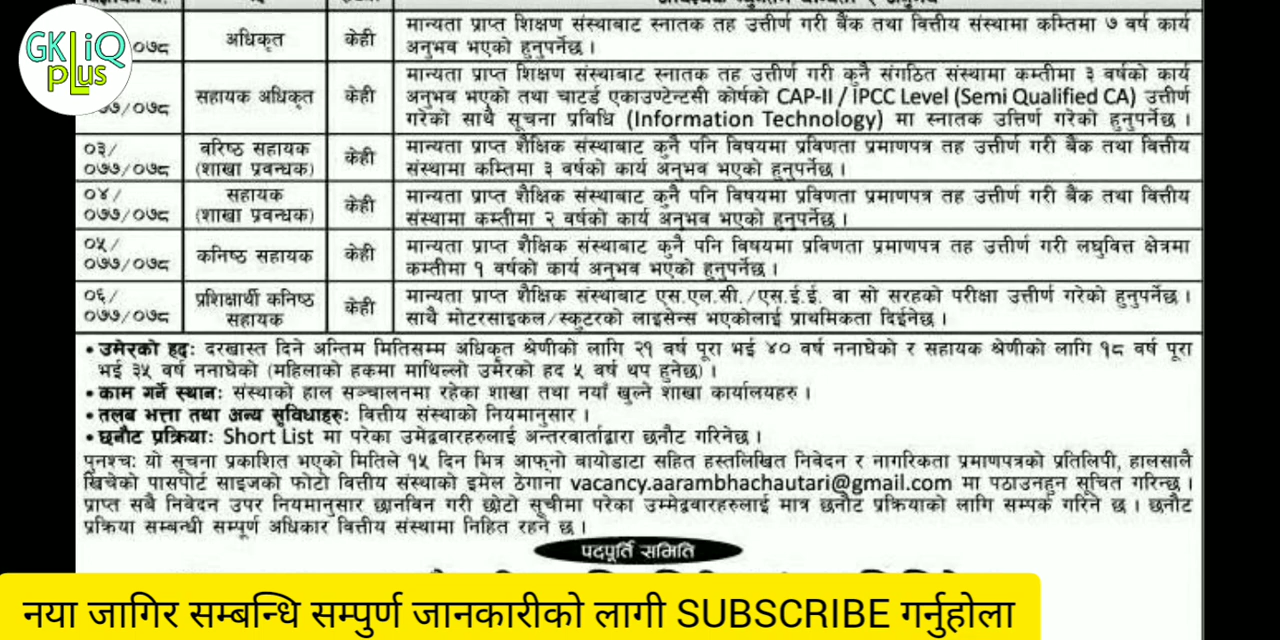 GKLiQ
plus
०७८
अधिकृत
केही
मान्यता प्राप्त शिक्षण संस्थाबाट स्नातक तह उत्तीर्ण गरी बैंक तथा वित्तिय संस्थामा कम्तिमा ७ वर्ष कार्य
अनुभव भएको हुनुपर्नेछ ।
०७७/०७८
सहायक अधिकृत
केही
मान्यता प्राप्त शिक्षण संस्थाबाट स्नातक तह उत्तीर्ण गरी कुनै संगठित संस्थामा कम्तीमा ३ वर्षको कार्य
अनुभव भएको तथा चाटर्ड एकाउण्टेन्टसी कोर्षको CAP-II / IPCC Level (Semi Qualified CA) उत्तीर्ण
गरेको साथै सूचना प्रविधि (Information Technology) मा स्नातक उत्तिर्ण गरेको हुनुपर्नेछ ।
०३/
०७७/०७८
वरिष्ठ सहायक
(शाखा प्रवन्धक)
केही
मान्यता प्राप्त शैक्षिक संस्थाबाट कुनै पनि विषयमा प्रविणता प्रमाणपत्र तह उत्तीर्ण गरी बैंक तथा वित्तीय
संस्थामा कम्तिमा ३ वर्षको कार्य अनुभव भएको हुनुपर्नेछ ।
०४/
०७७/०७८
सहायक
(शाखा प्रवन्धक)
केही
मान्यता प्राप्त शैक्षिक संस्थाबाट कुनै पनि विषयमा प्रविणता प्रमाणपत्र तह उत्तीर्ण गरी बैंक तथा वित्तीय
संस्थामा कम्तीमा २ वर्षको कार्य अनुभव भएको हुनुपर्नेछ ।
०५/
०७७/०७८
कनिष्ठ सहायक
केही
मान्यता प्राप्त शैक्षिक संस्थाबाट कुनै पनि विषयमा प्रविणता प्रमाणपत्र तह उत्तीर्ण गरी लघुवित्त क्षेत्रमा
कम्तीमा १ वर्षको कार्य अनुभव भएको हुनुपर्नेछ ।
०६/
०७७/०७८
प्रशिक्षार्थी कनिष्ठ
सहायक
केही
मान्यता प्राप्त शैक्षिक संस्थाबाट एस.एल.सी./एस.ई.ई. वा सो सरहको परीक्षा उत्तीर्ण गरेको हुनुपर्नेछ ।
साथै मोटरसाइकल/स्कुटरको लाइसेन्स भएकोलाई प्राथमिकता दिईनेछ ।
• उमेरको हदः दरखास्त दिने अन्तिम मितिसम्म अधिकृत श्रेणीको लागि २१ वर्ष पूरा भई ४० वर्ष ननाघेको र सहायक श्रेणीको लागि १८ वर्ष पूरा
भई ३५ वर्ष ननाघेको (महिलाको हकमा माथिल्लो उमेरको हद ५ वर्ष थप हुनेछ) ।
• काम गर्ने स्थानः संस्थाको हाल सञ्चालनमा रहेका शाखा तथा नयाँ खुल्ने शाखा कार्यालयहरु ।
• तलब भत्ता तथा अन्य सुविधाहरुः वित्तीय संस्थाको नियमानुसार ।
• छनौट प्रक्रियाः Short List मा परेका उमेद्ववारहरुलाई अन्तरवार्ताद्वारा छनौट गरिनेछ ।
पुनश्चः यो सूचना प्रकाशित भएको मितिले १५ दिन भित्र आफ्नो बायोडाटा सहित हस्तलिखित निवेदन र नागरिकता प्रमाणपत्रको प्रतिलिपी, हालसालै
खिचेको पासपोर्ट साइजको फोटो वित्तीय संस्थाको इमेल ठेगाना vacancy.aarambhachautari@gmail.com मा पठाउनहुन सूचित गरिन्छ ।
प्राप्त सबै निवेदन उपर नियमानुसार छानविन गरी छोटो सूचीमा परेका उम्मेद्ववारहरुलाई मात्र छनौट प्रक्रियाको लागि सम्पर्क गरिने छ । छनौट
प्रक्रिया सम्बन्धी सम्पूर्ण अधिकार वित्तीय संस्थामा निहित रहने छ ।
पदपूर्ति समिति
नया जागिर सम्बन्धि सम्पुर्ण जानकारीको लागी SUBSCRIBE गर्नुहोला